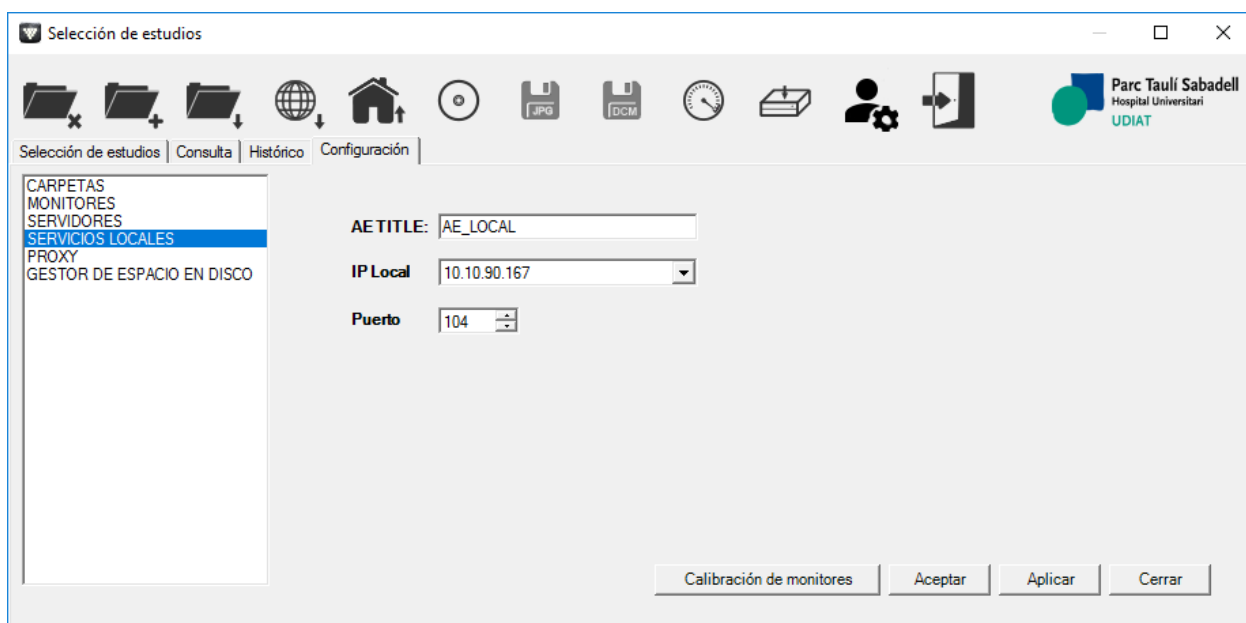 Selección de estudios
JPG
DCM
Parc Taulí Sabadell
Hospital Universitari
UDIAT
Selección de estudios Consulta Histórico Configuración
CARPETAS
MONITORES
SERVIDORES
SERVICIOS LOCALES
PROXY
GESTOR DE ESPACIO EN DISCO
AE TITLE: AE_LOCAL
IP Local 10.10.90.167
Puerto 104
Calibración de monitores Aceptar Aplicar Cerrar